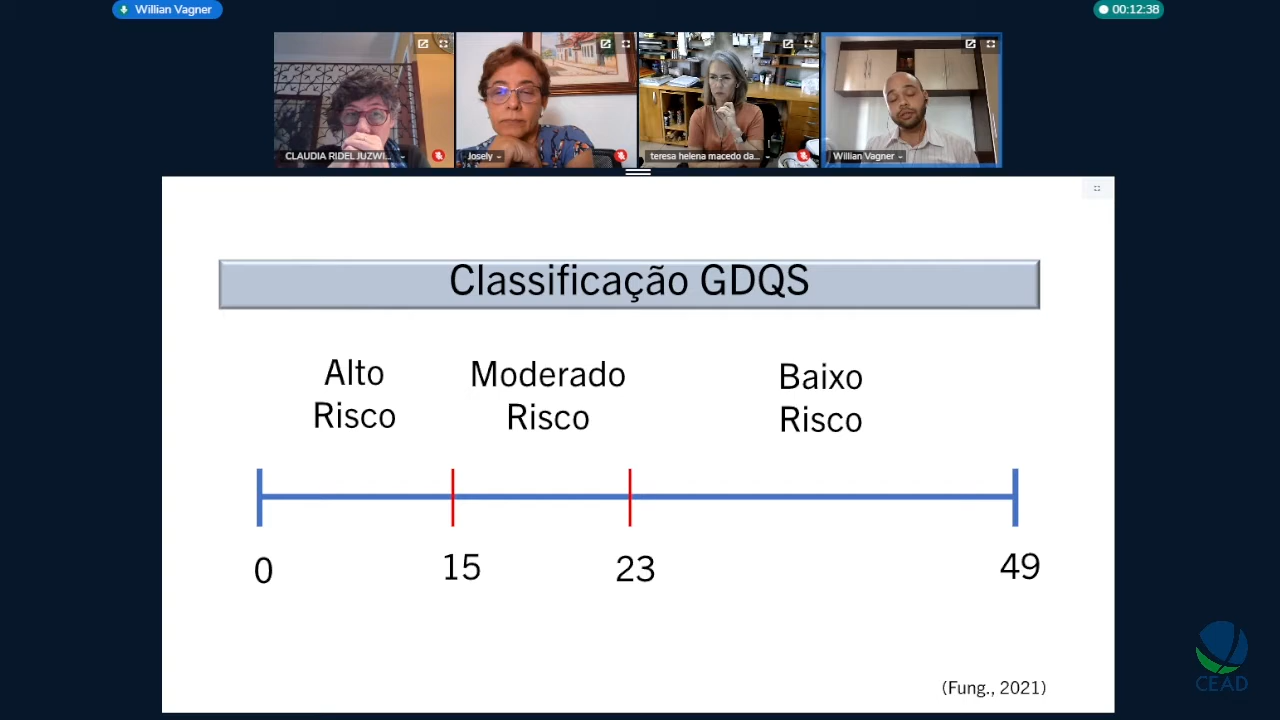 Willian Vagner
00:12:38
CLAUDIA RIDEL JUZWI...
Josely
teresa helena macedo da...
Willian Vagner
Classificação GDQS
Alto
Risco
Moderado
Risco
Baixo
Risco
0
15
23
49
(Fung., 2021)
CEAD